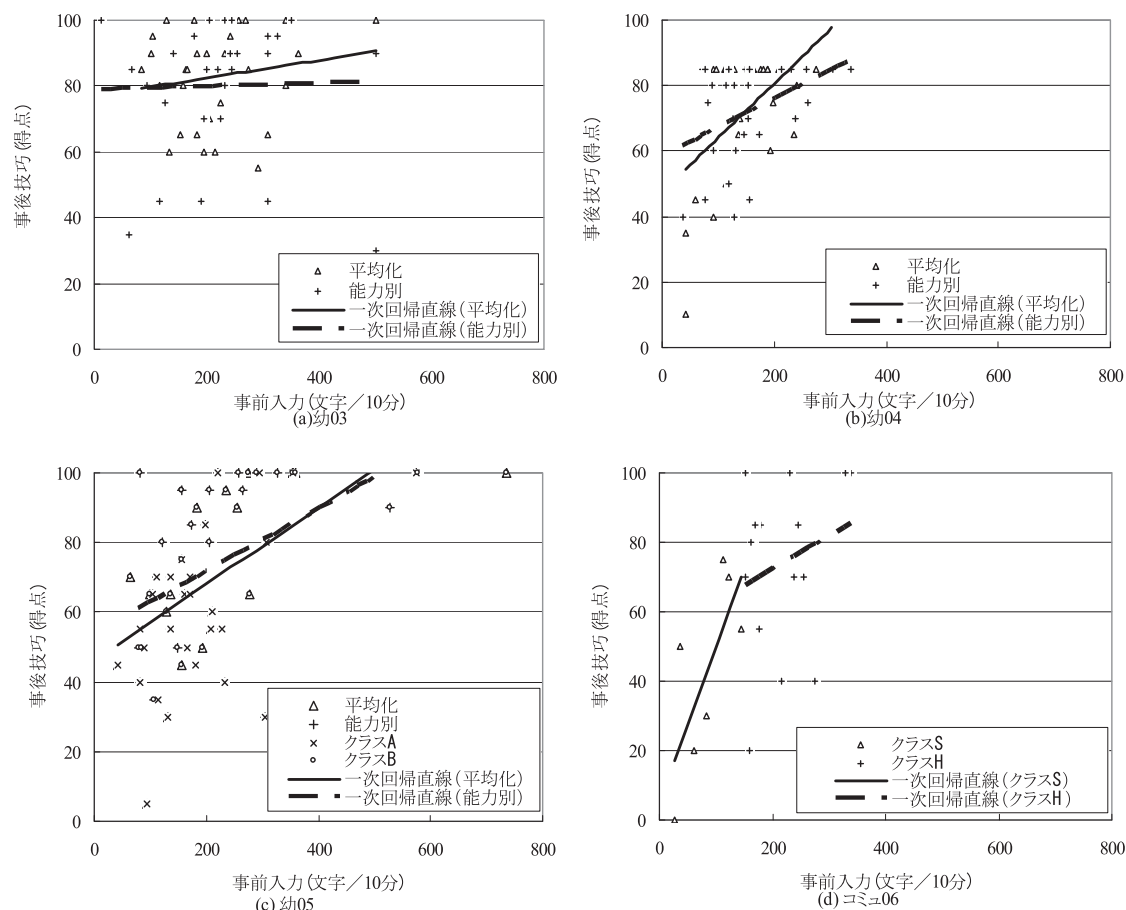 100
80
60
40
20
0
事後技巧(得点)
平均化
能力別
一次回帰直線(平均化)
一次回帰直線(能力別)
0 200 400 600 800
事前入力(文字／10分)
(a)幼03
100
80
60
40
20
0
事後技巧(得点)
平均化
能力別
一次回帰直線(平均化)
一次回帰直線(能力別)
0 200 400 600 800
事前入力(文字／10分)
(b)幼04
100
80
60
40
20
0
事後技巧(得点)
平均化
能力別
クラスA
クラスB
一次回帰直線(平均化)
一次回帰直線(能力別)
0 200 400 600 800
事前入力(文字／10分)
(c) 幼05
100
80
60
40
20
0
事後技巧(得点)
クラスS
クラスH
一次回帰直線(クラスS)
一次回帰直線(クラスH)
0 200 400 600 800
事前入力(文字／10分)
(d) コミュ06